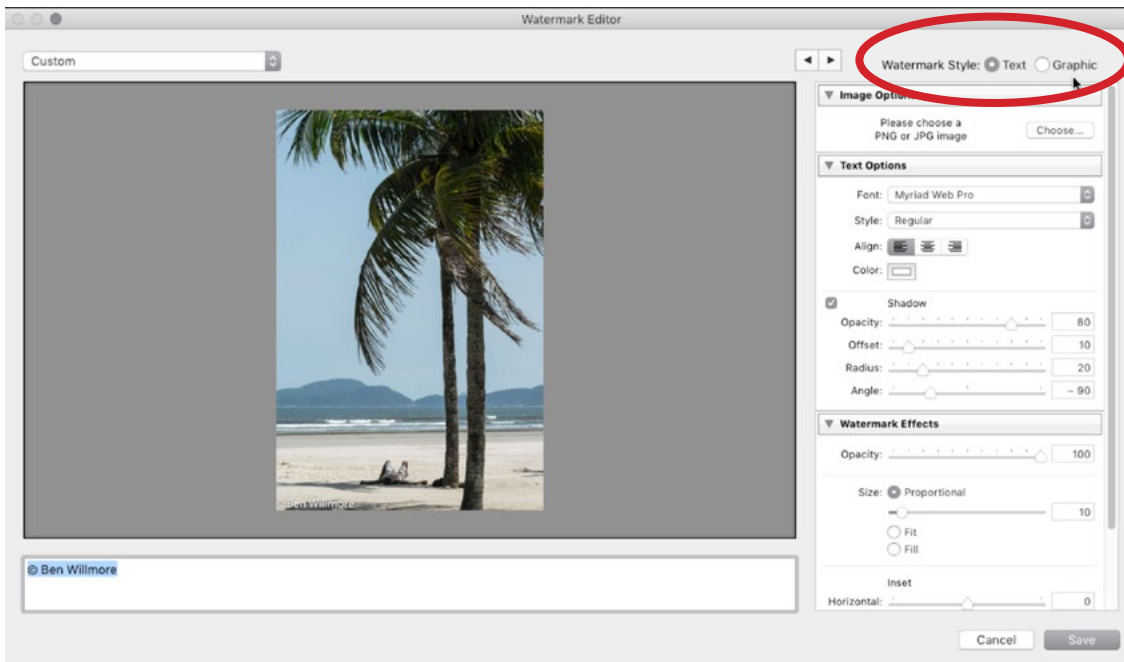 Watermark Editor
Custom
Watermark Style: Text Graphic
Image Options
Please choose a
PNG or JPG image
Choose...
Text Options
Font: Myriad Web Pro
Style: Regular
Align:
Color:
Shadow
Opacity: 80
Offset: 10
Radius: 20
Angle: - 90
Watermark Effects
Opacity: 100
Size: Proportional
10
Fit
Fill
Inset
Horizontal: 0
© Ben Willmore
© Ben Willmore
Cancel Save